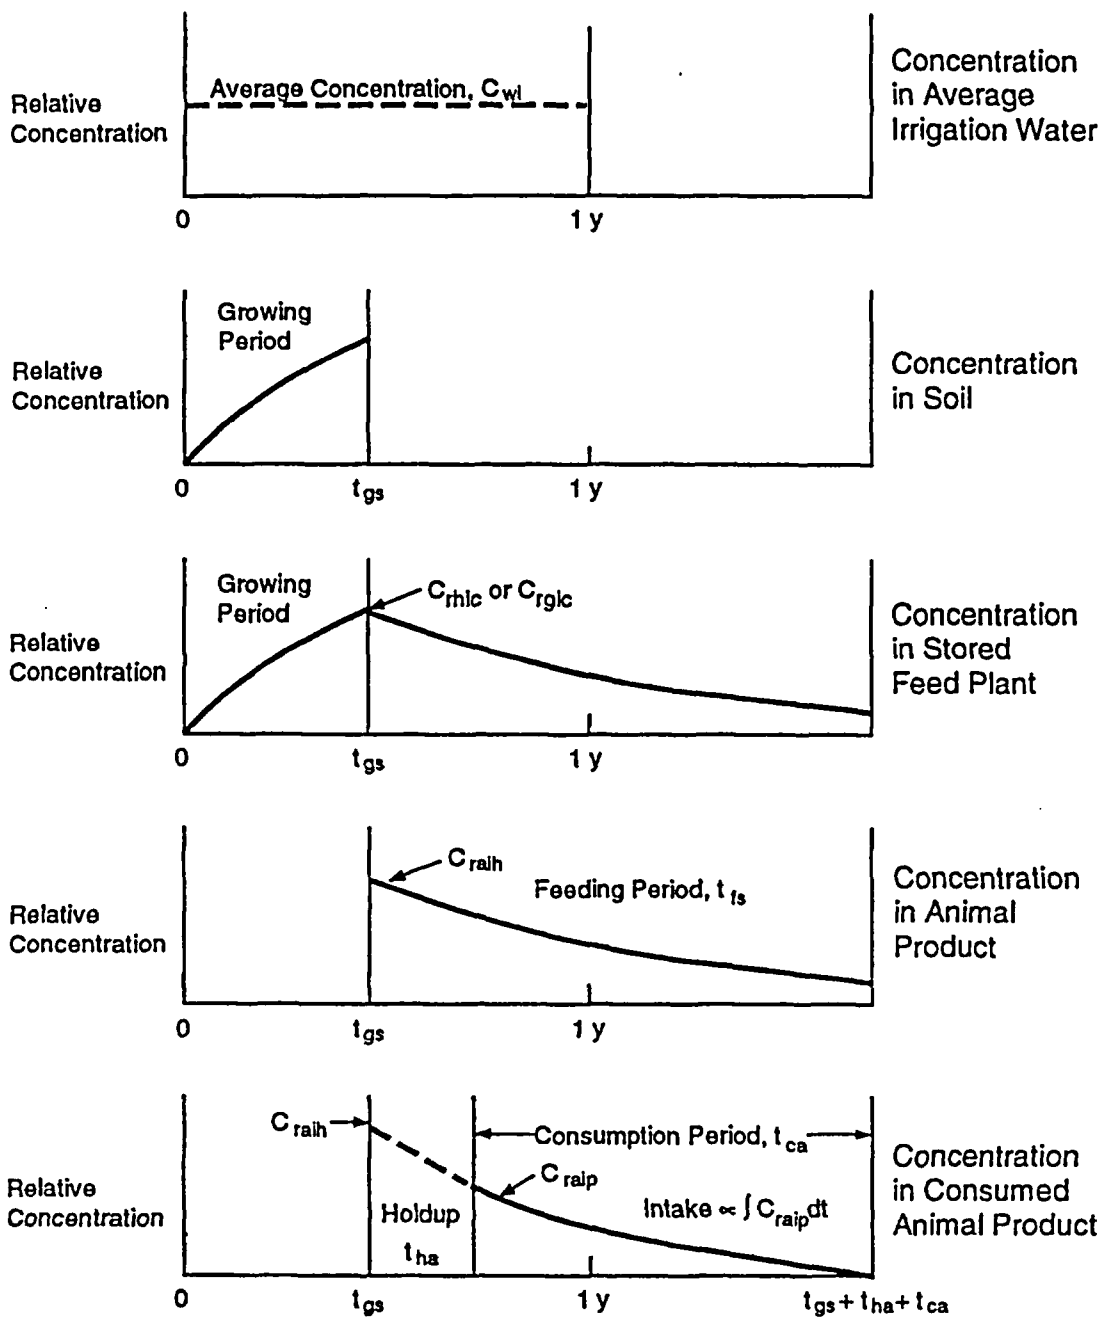 Average Concentration, C_wi
Relative
Concentration
Concentration
in Average
Irrigation Water
0
1 y
Growing
Period
Relative
Concentration
Concentration
in Soil
0
t_gs
1 y
Growing
Period
C_rhic or C_rgic
Relative
Concentration
Concentration
in Stored
Feed Plant
0
t_gs
1 y
C_raih
Feeding Period, t_fs
Relative
Concentration
Concentration
in Animal
Product
0
t_gs
1 y
C_raih
Consumption Period, t_ca
C_raip
Relative
Concentration
Holdup
t_ha
Intake ∝ ∫ C_raip dt
Concentration
in Consumed
Animal Product
0
t_gs
1 y
t_gs + t_ha + t_ca